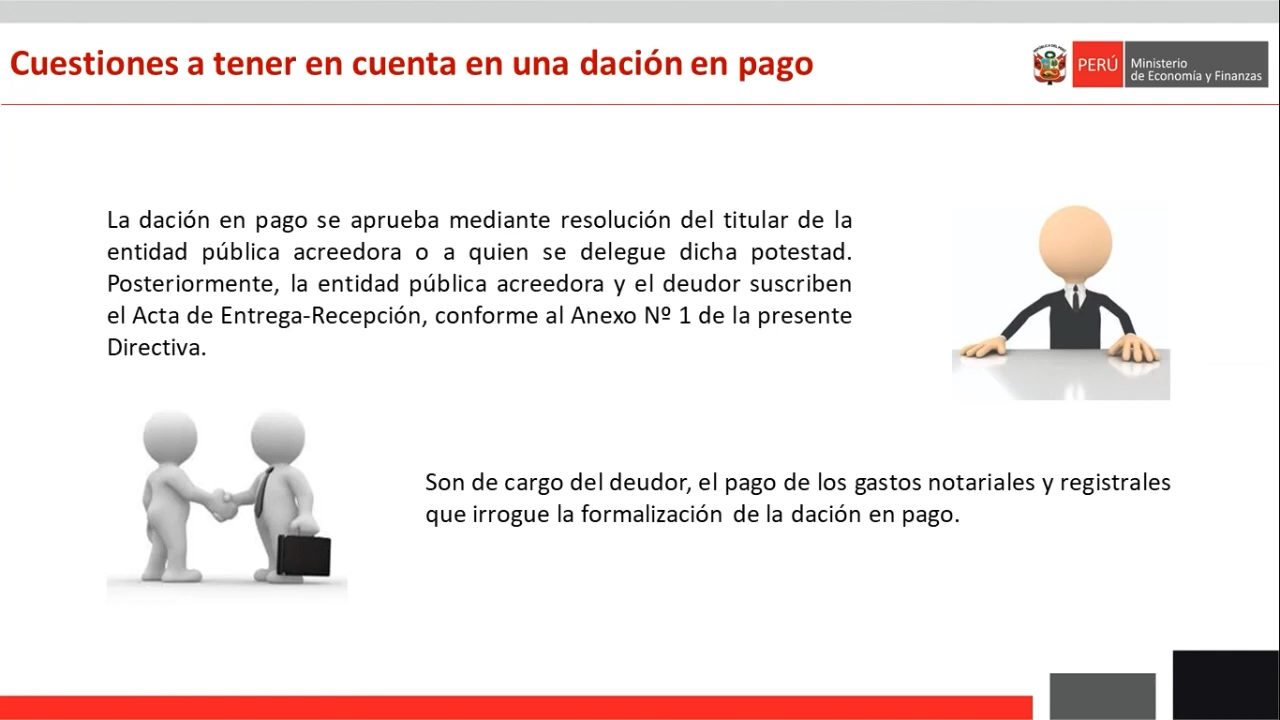 Cuestiones a tener en cuenta en una dación en pago
PERÚ
Ministerio
de Economía y Finanzas
La dación en pago se aprueba mediante resolución del titular de la
entidad pública acreedora o a quien se delegue dicha potestad.
Posteriormente, la entidad pública acreedora y el deudor suscriben
el Acta de Entrega-Recepción, conforme al Anexo Nº 1 de la presente
Directiva.
Son de cargo del deudor, el pago de los gastos notariales y registrales
que irrogue la formalización de la dación en pago.